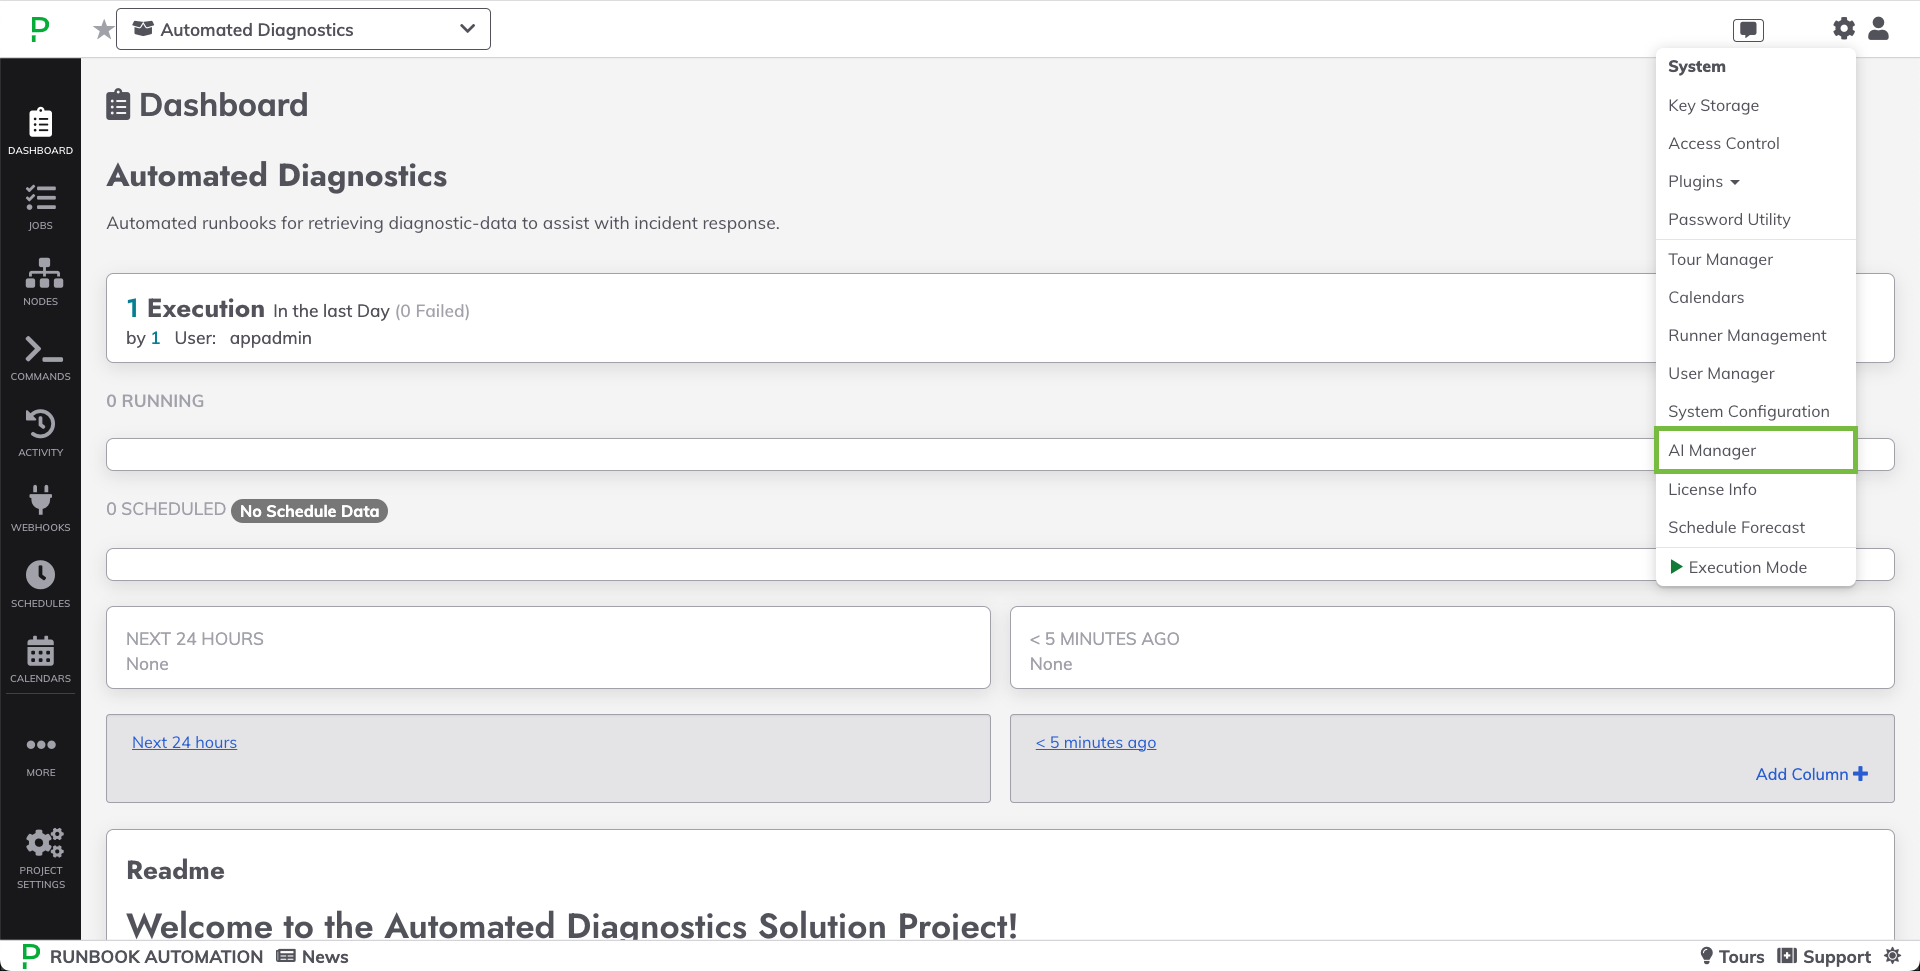 Automated Diagnostics
System
Key Storage
Access Control
Plugins
Password Utility
Tour Manager
Calendars
Runner Management
User Manager
System Configuration
AI Manager
License Info
Schedule Forecast
Execution Mode
DASHBOARD
JOBS
NODES
COMMANDS
ACTIVITY
WEBHOOKS
SCHEDULES
CALENDARS
MORE
PROJECT
SETTINGS
Dashboard
Automated Diagnostics
Automated runbooks for retrieving diagnostic-data to assist with incident response.
1 Execution In the last Day (0 Failed)
by 1 User: appadmin
0 RUNNING
0 SCHEDULED No Schedule Data
NEXT 24 HOURS
None
< 5 MINUTES AGO
None
Next 24 hours
< 5 minutes ago
Add Column
Readme
Welcome to the Automated Diagnostics Solution Project!
RUNBOOK AUTOMATION News
Tours Support